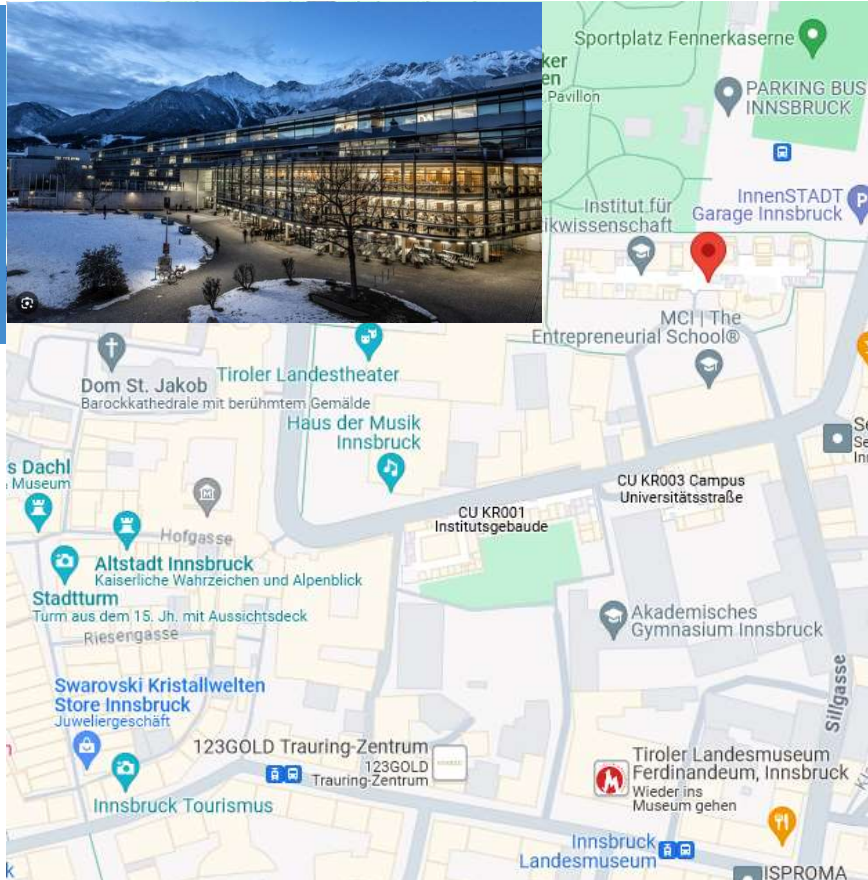 Sportplatz Fennerkaserne
ker
en
Pavillon
PARKING BUS
INNSBRUCK
InnenSTADT
Garage Innsbruck
P
Institut für
ikwissenschaft
MCI | The
Entrepreneurial School®
Dom St. Jakob
Barockkathedrale mit berühmtem Gemälde
Tiroler Landestheater
Haus der Musik
Innsbruck
s Dachl
Museum
Hofgasse
CU KR001
Institutsgebäude
CU KR003 Campus
Universitätsstraße
Altstadt Innsbruck
Kaiserliche Wahrzeichen und Alpenblick
Stadtturm
Turm aus dem 15. Jh. mit Aussichtsdeck
Riesengasse
Akademisches
Gymnasium Innsbruck
Sillgasse
Swarovski Kristallwelten
Store Innsbruck
Juweliergeschäft
123GOLD Trauring-Zentrum
123GOLD
Trauring-Zentrum
Innsbruck Tourismus
Tiroler Landesmuseum
Ferdinandeum, Innsbruck
Wieder ins
Museum gehen
Innsbruck
Landesmuseum
ISPROMA